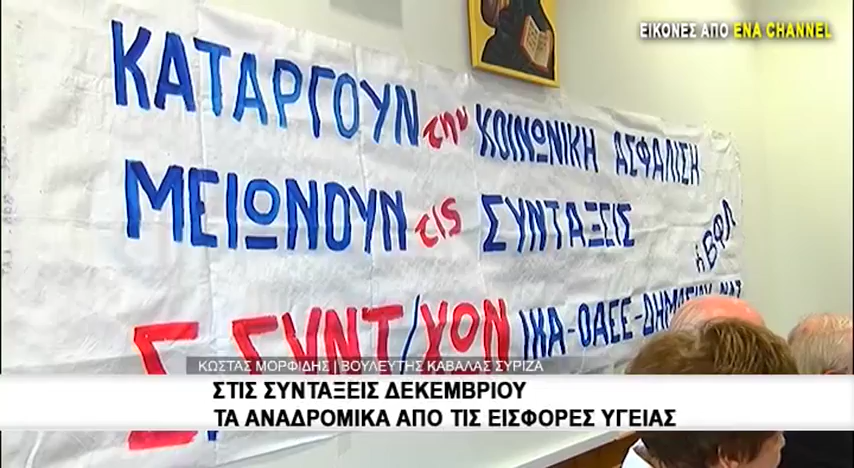 ΕΙΚΟΝΕΣ ΑΠΟ ENA CHANNEL
ΚΑΤΑΡΓΟΥΝ την ΚΟΙΝΩΝΙΚΗ ΑΣΦΑΛΙΣΗ
ΜΕΙΩΝΟΥΝ τις ΣΥΝΤΑΞΕΙΣ
ΣΥΝΤ/ΧΩΝ ΙΚΑ-ΟΑΕΕ-ΔΗΜΟΣΙΟΥ
ΚΩΣΤΑΣ ΜΟΡΦΙΔΗΣ | ΒΟΥΛΕΥΤΗΣ ΚΑΒΑΛΑΣ ΣΥΡΙΖΑ
ΣΤΙΣ ΣΥΝΤΑΞΕΙΣ ΔΕΚΕΜΒΡΙΟΥ
ΤΑ ΑΝΑΔΡΟΜΙΚΑ ΑΠΟ ΤΙΣ ΕΙΣΦΟΡΕΣ ΥΓΕΙΑΣ